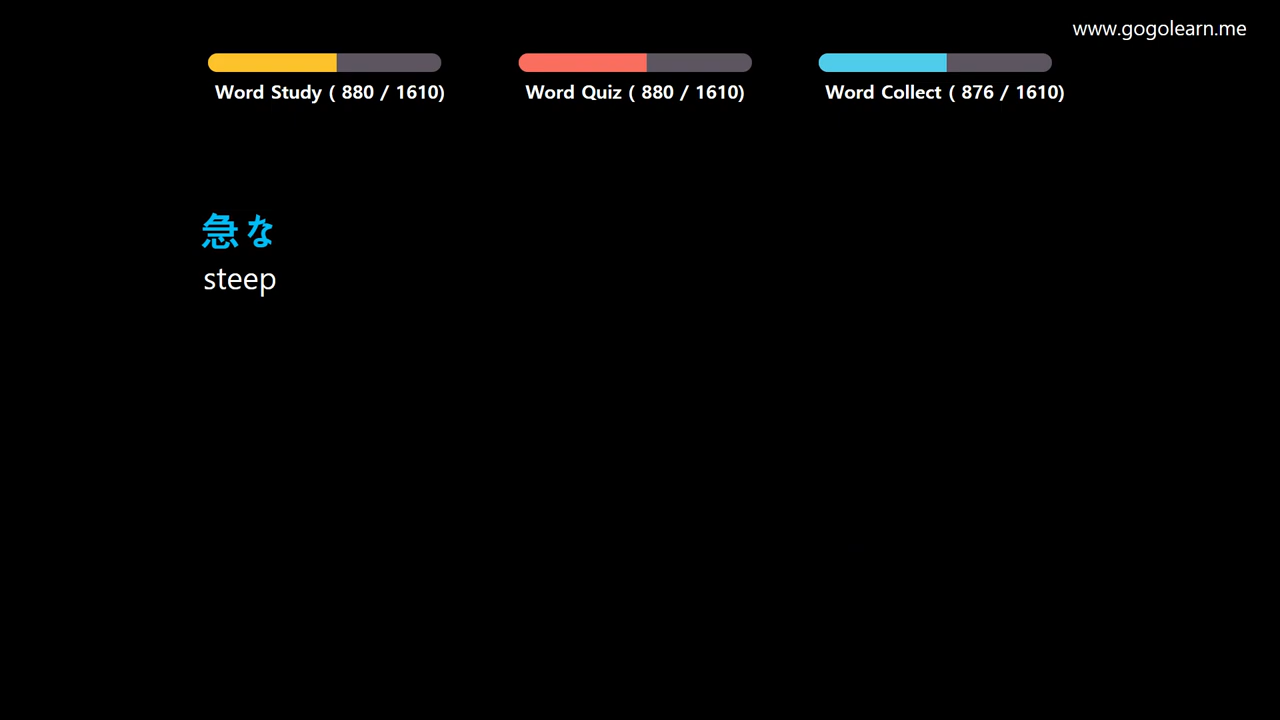 www.gogolearn.me
Word Study ( 880 / 1610)
Word Quiz ( 880 / 1610)
Word Collect ( 876 / 1610)
急な
steep